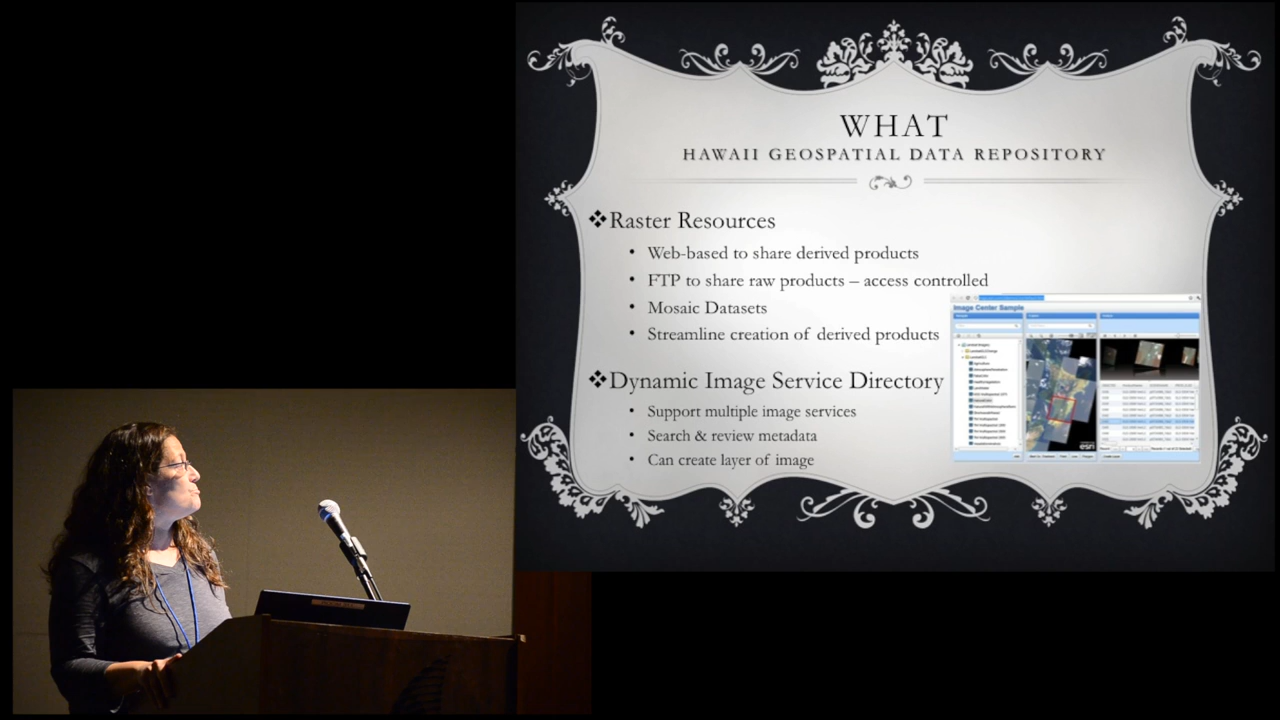 WHAT
HAWAII GEOSPATIAL DATA REPOSITORY
❖Raster Resources
• Web-based to share derived products
• FTP to share raw products – access controlled
• Mosaic Datasets
• Streamline creation of derived products
❖Dynamic Image Service Directory
• Support multiple image services
• Search & review metadata
• Can create layer of image
Image Center Sample
esri